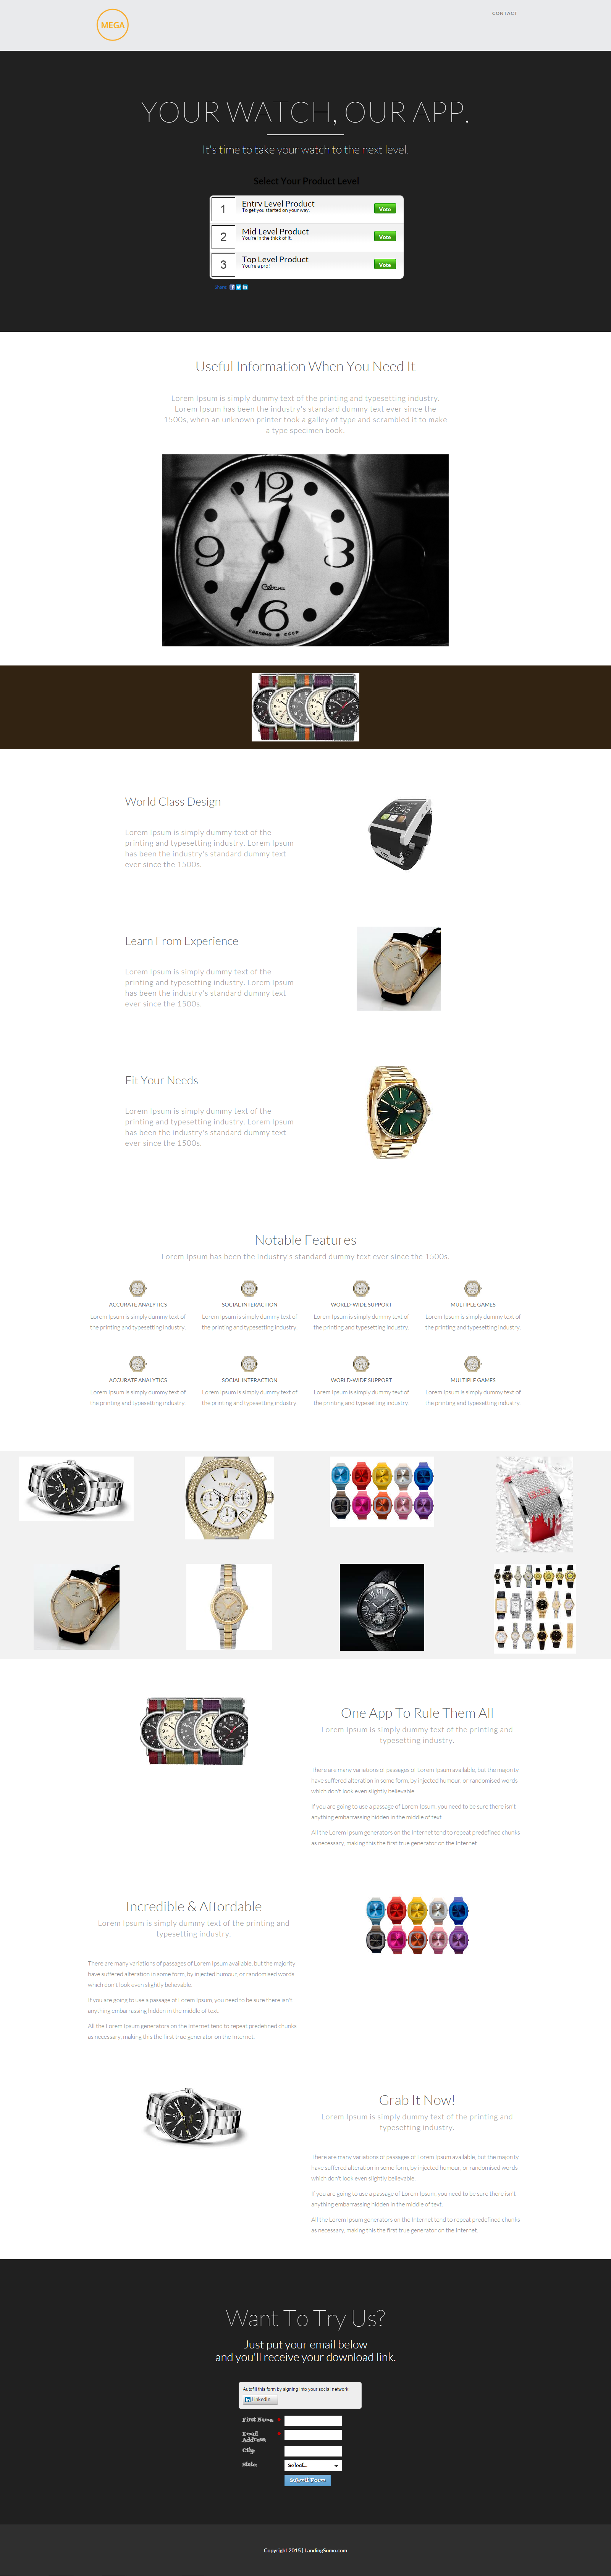 MEGA
CONTACT
YOUR WATCH, OUR APP.
It's time to take your watch to the next level.
Select Your Product Level
1
Entry Level Product
To get you started on your way.
Vote
2
Mid Level Product
You're in the thick of it.
Vote
3
Top Level Product
You're a pro!
Vote
Share
Useful Information When You Need It
Lorem Ipsum is simply dummy text of the printing and typesetting industry.
Lorem Ipsum has been the industry's standard dummy text ever since the
1500s, when an unknown printer took a galley of type and scrambled it to make
a type specimen book.
12
9
3
6
World Class Design
Lorem Ipsum is simply dummy text of the
printing and typesetting industry. Lorem Ipsum
has been the industry's standard dummy text
ever since the 1500s.
Learn From Experience
Lorem Ipsum is simply dummy text of the
printing and typesetting industry. Lorem Ipsum
has been the industry's standard dummy text
ever since the 1500s.
Fit Your Needs
Lorem Ipsum is simply dummy text of the
printing and typesetting industry. Lorem Ipsum
has been the industry's standard dummy text
ever since the 1500s.
Notable Features
Lorem Ipsum has been the industry's standard dummy text ever since the 1500s.
ACCURATE ANALYTICS
Lorem Ipsum is simply dummy text of
the printing and typesetting industry.
SOCIAL INTERACTION
Lorem Ipsum is simply dummy text of
the printing and typesetting industry.
WORLD-WIDE SUPPORT
Lorem Ipsum is simply dummy text of
the printing and typesetting industry.
MULTIPLE GAMES
Lorem Ipsum is simply dummy text of
the printing and typesetting industry.
ACCURATE ANALYTICS
Lorem Ipsum is simply dummy text of
the printing and typesetting industry.
SOCIAL INTERACTION
Lorem Ipsum is simply dummy text of
the printing and typesetting industry.
WORLD-WIDE SUPPORT
Lorem Ipsum is simply dummy text of
the printing and typesetting industry.
MULTIPLE GAMES
Lorem Ipsum is simply dummy text of
the printing and typesetting industry.
One App To Rule Them All
Lorem Ipsum is simply dummy text of the printing and
typesetting industry.
There are many variations of passages of Lorem Ipsum available, but the majority
have suffered alteration in some form, by injected humour, or randomised words
which don't look even slightly believable.
If you are going to use a passage of Lorem Ipsum, you need to be sure there isn't
anything embarrassing hidden in the middle of text.
All the Lorem Ipsum generators on the Internet tend to repeat predefined chunks
as necessary, making this the first true generator on the Internet.
Incredible & Affordable
Lorem Ipsum is simply dummy text of the printing and
typesetting industry.
There are many variations of passages of Lorem Ipsum available, but the majority
have suffered alteration in some form, by injected humour, or randomised words
which don't look even slightly believable.
If you are going to use a passage of Lorem Ipsum, you need to be sure there isn't
anything embarrassing hidden in the middle of text.
All the Lorem Ipsum generators on the Internet tend to repeat predefined chunks
as necessary, making this the first true generator on the Internet.
Grab It Now!
Lorem Ipsum is simply dummy text of the printing and
typesetting industry.
There are many variations of passages of Lorem Ipsum available, but the majority
have suffered alteration in some form, by injected humour, or randomised words
which don't look even slightly believable.
If you are going to use a passage of Lorem Ipsum, you need to be sure there isn't
anything embarrassing hidden in the middle of text.
All the Lorem Ipsum generators on the Internet tend to repeat predefined chunks
as necessary, making this the first true generator on the Internet.
Want To Try Us?
Just put your email below
and you'll receive your download link.
Autofill this form by signing into your social network:
LinkedIn
First Name *
Email *
Address
City
State
Select...
Submit Form
Copyright 2015 | LandingSumo.com